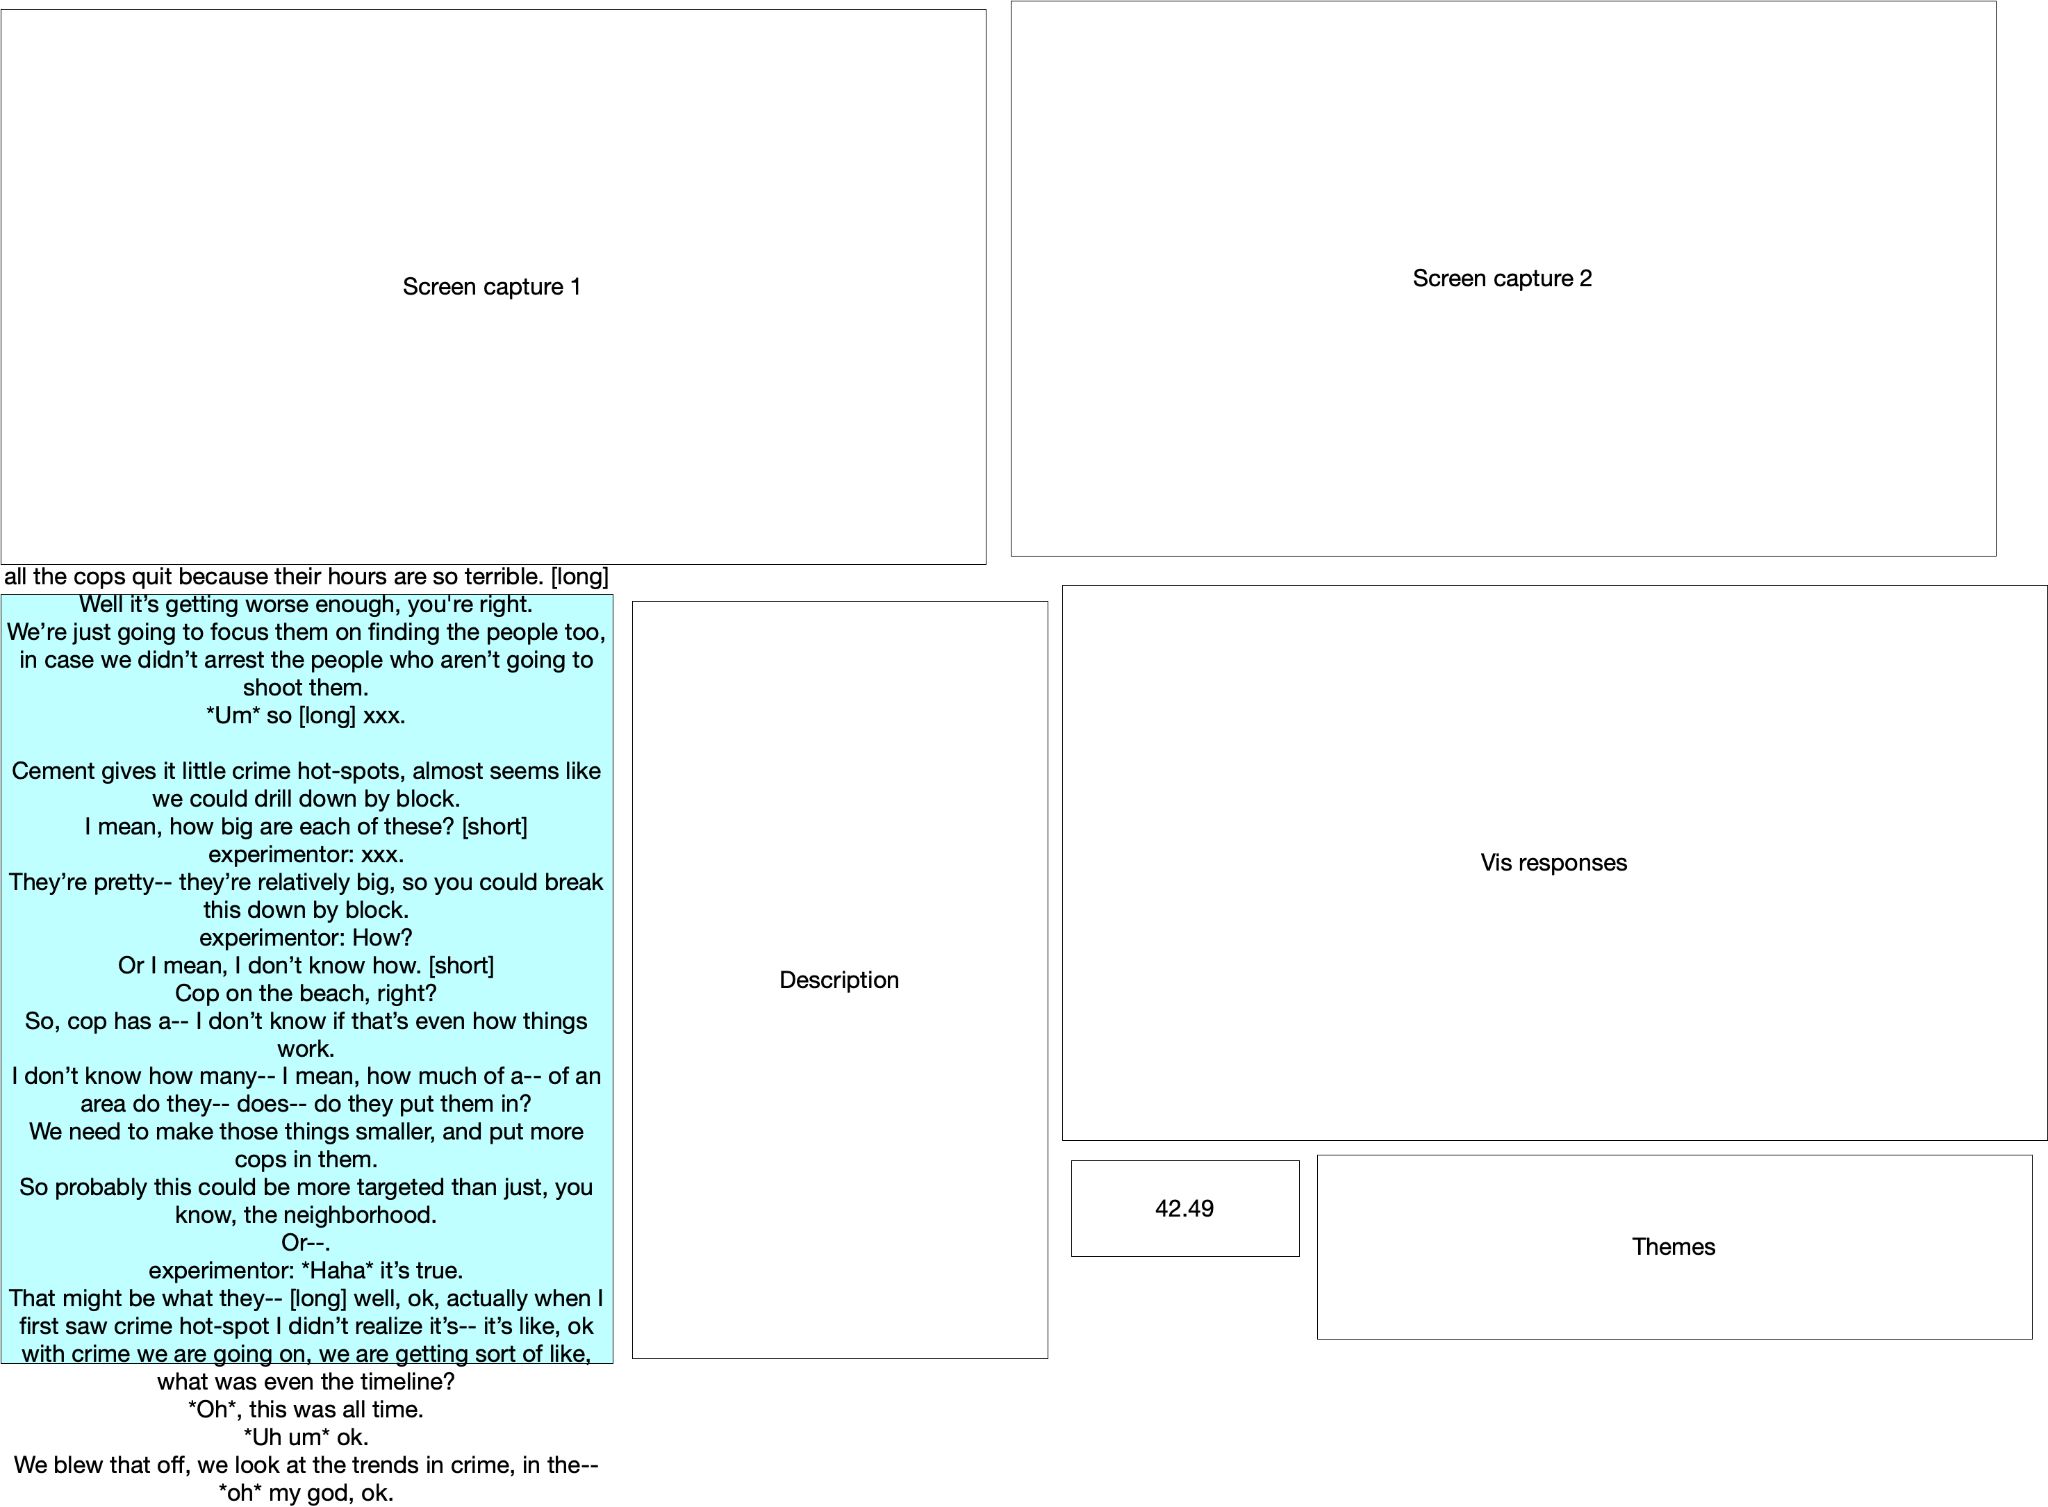 Screen capture 1
Screen capture 2
all the cops quit because their hours are so terrible. [long]
Well it’s getting worse enough, you're right.
We’re just going to focus them on finding the people too,
in case we didn’t arrest the people who aren’t going to
shoot them.
*Um* so [long] xxx.
Cement gives it little crime hot-spots, almost seems like
we could drill down by block.
I mean, how big are each of these? [short]
experimentor: xxx.
They’re pretty-- they’re relatively big, so you could break
this down by block.
experimentor: How?
Or I mean, I don’t know how. [short]
Cop on the beach, right?
So, cop has a-- I don’t know if that’s even how things
work.
I don’t know how many-- I mean, how much of a-- of an
area do they-- does-- do they put them in?
We need to make those things smaller, and put more
cops in them.
So probably this could be more targeted than just, you
know, the neighborhood.
Or--.
experimentor: *Haha* it’s true.
That might be what they-- [long] well, ok, actually when I
first saw crime hot-spot I didn’t realize it’s-- it’s like, ok
with crime we are going on, we are getting sort of like,
what was even the timeline?
*Oh*, this was all time.
*Uh um* ok.
We blew that off, we look at the trends in crime, in the--
*oh* my god, ok.
Description
Vis responses
42.49
Themes